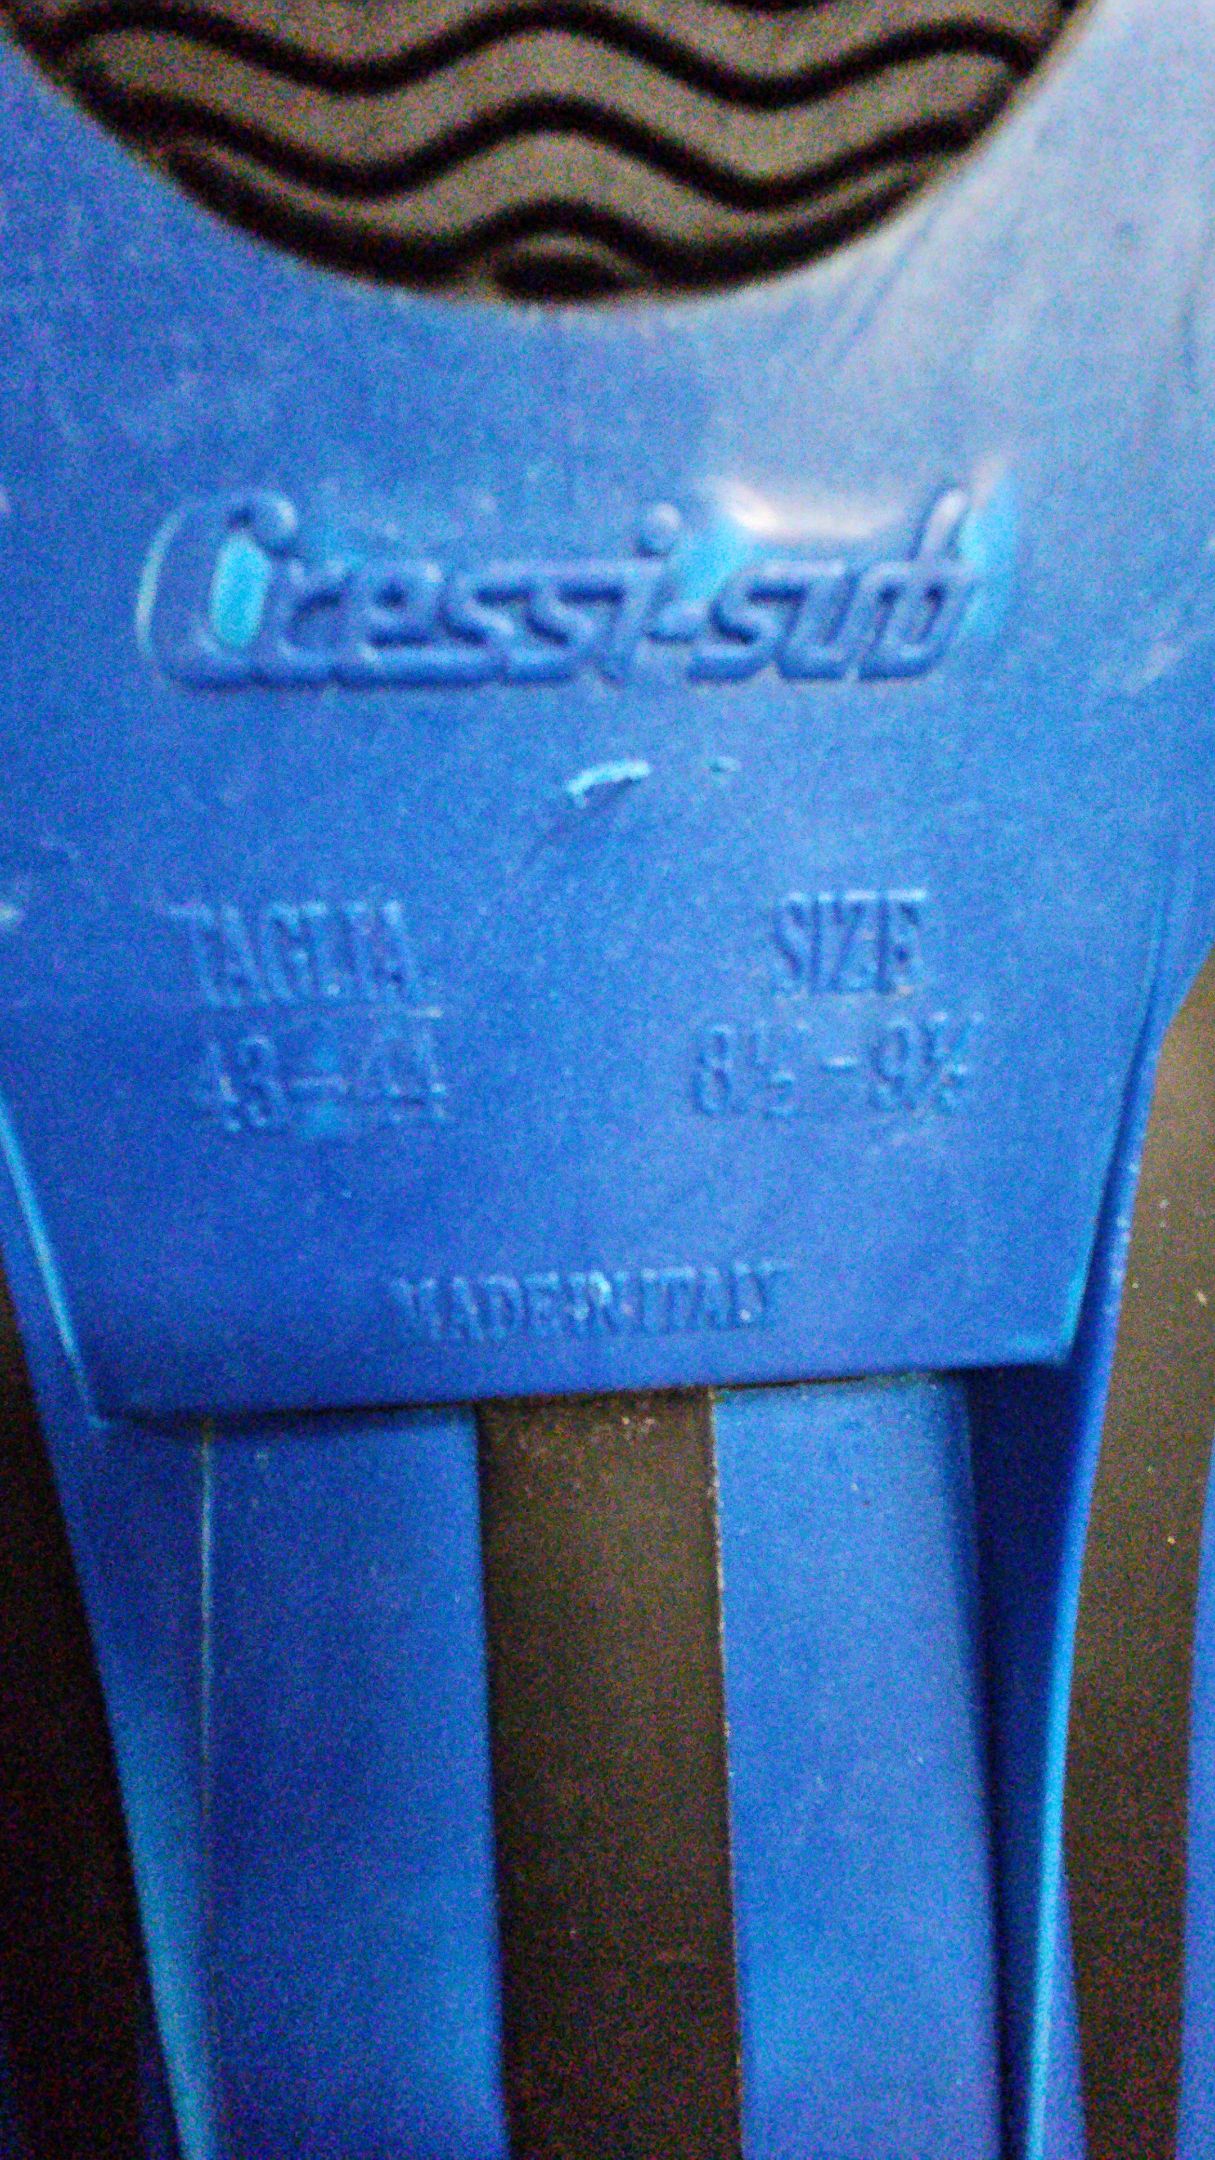 Cressi-sub
TAGLIA SIZE
43-44 8½-9½
MADE IN ITALY